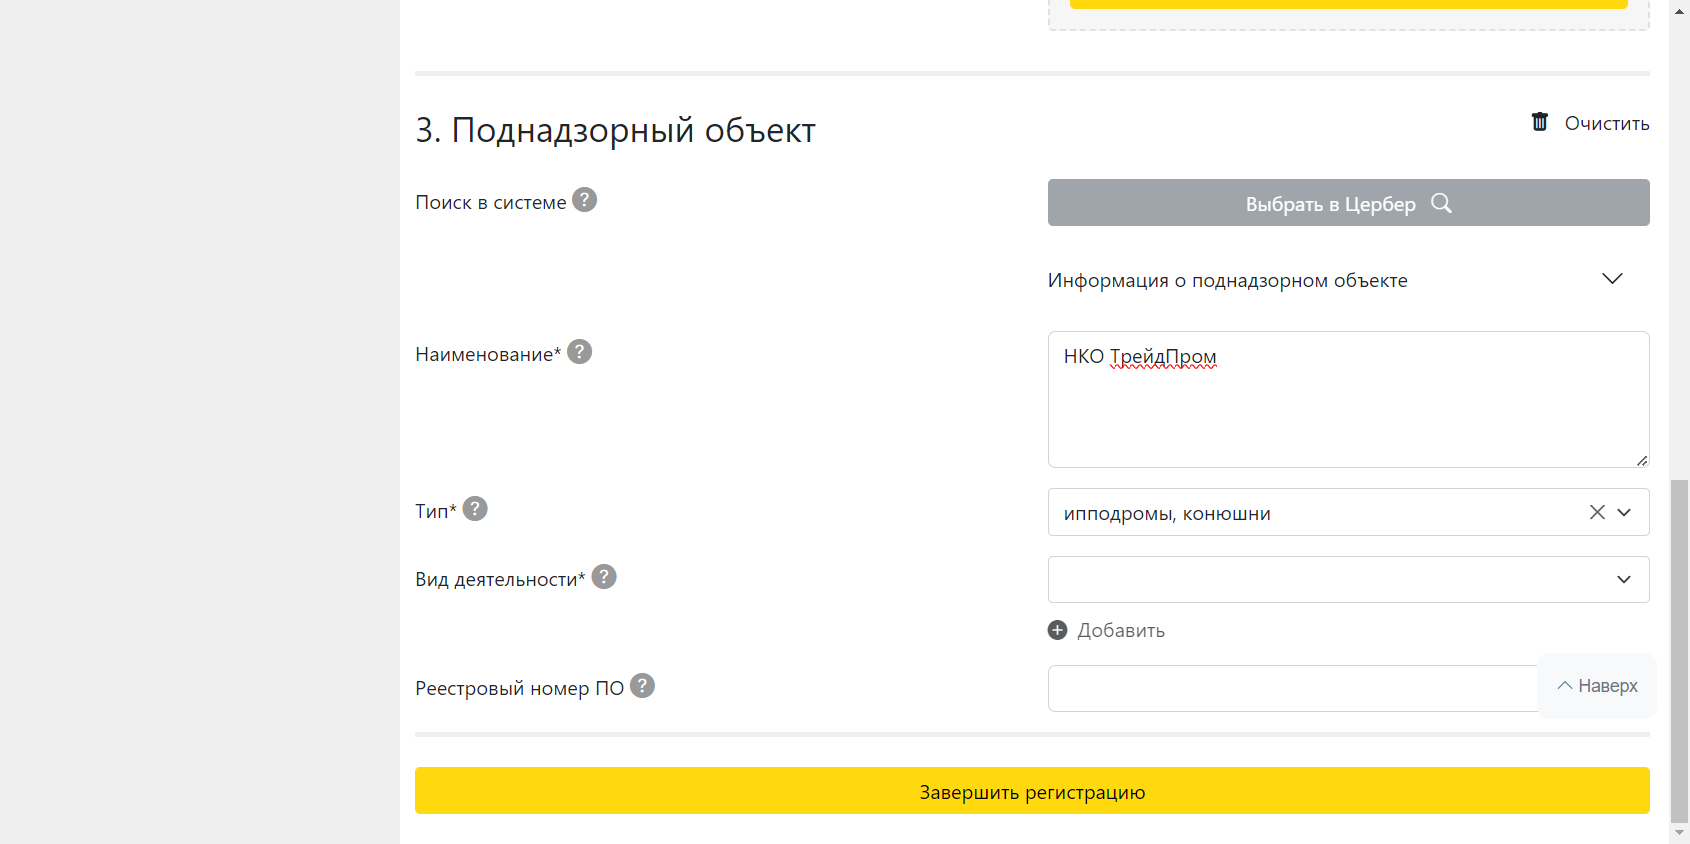 3. Поднадзорный объект
Очистить
Поиск в системе ?
Выбрать в Цербер
Информация о поднадзорном объекте
Наименование* ?
НКО ТрейдПром
Тип* ?
ипподромы, конюшни
Вид деятельности* ?
Добавить
Реестровый номер ПО ?
Наверх
Завершить регистрацию